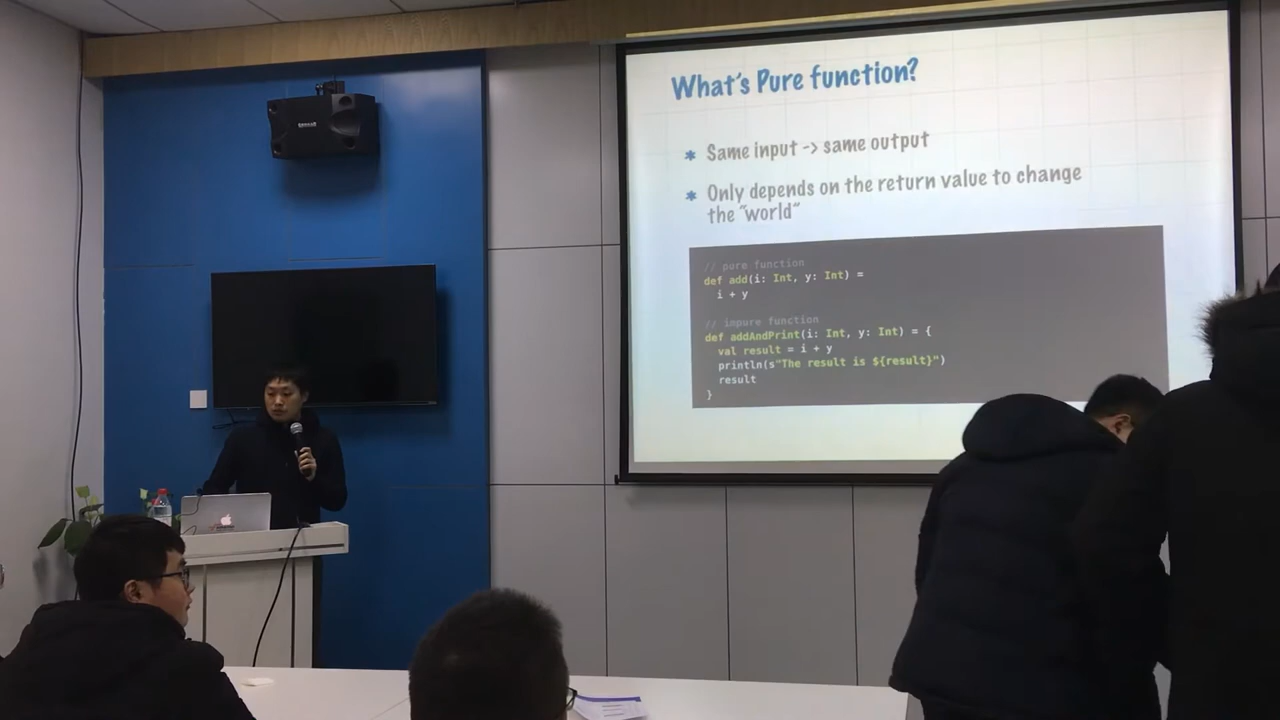 What's Pure function?
* Same input -> same output
* Only depends on the return value to change
the "world"
// pure function
def add(i: Int, y: Int) =
i + y
// impure function
def addAndPrint(i: Int, y: Int) = {
val result = i + y
println(s"The result is ${result}")
result
}